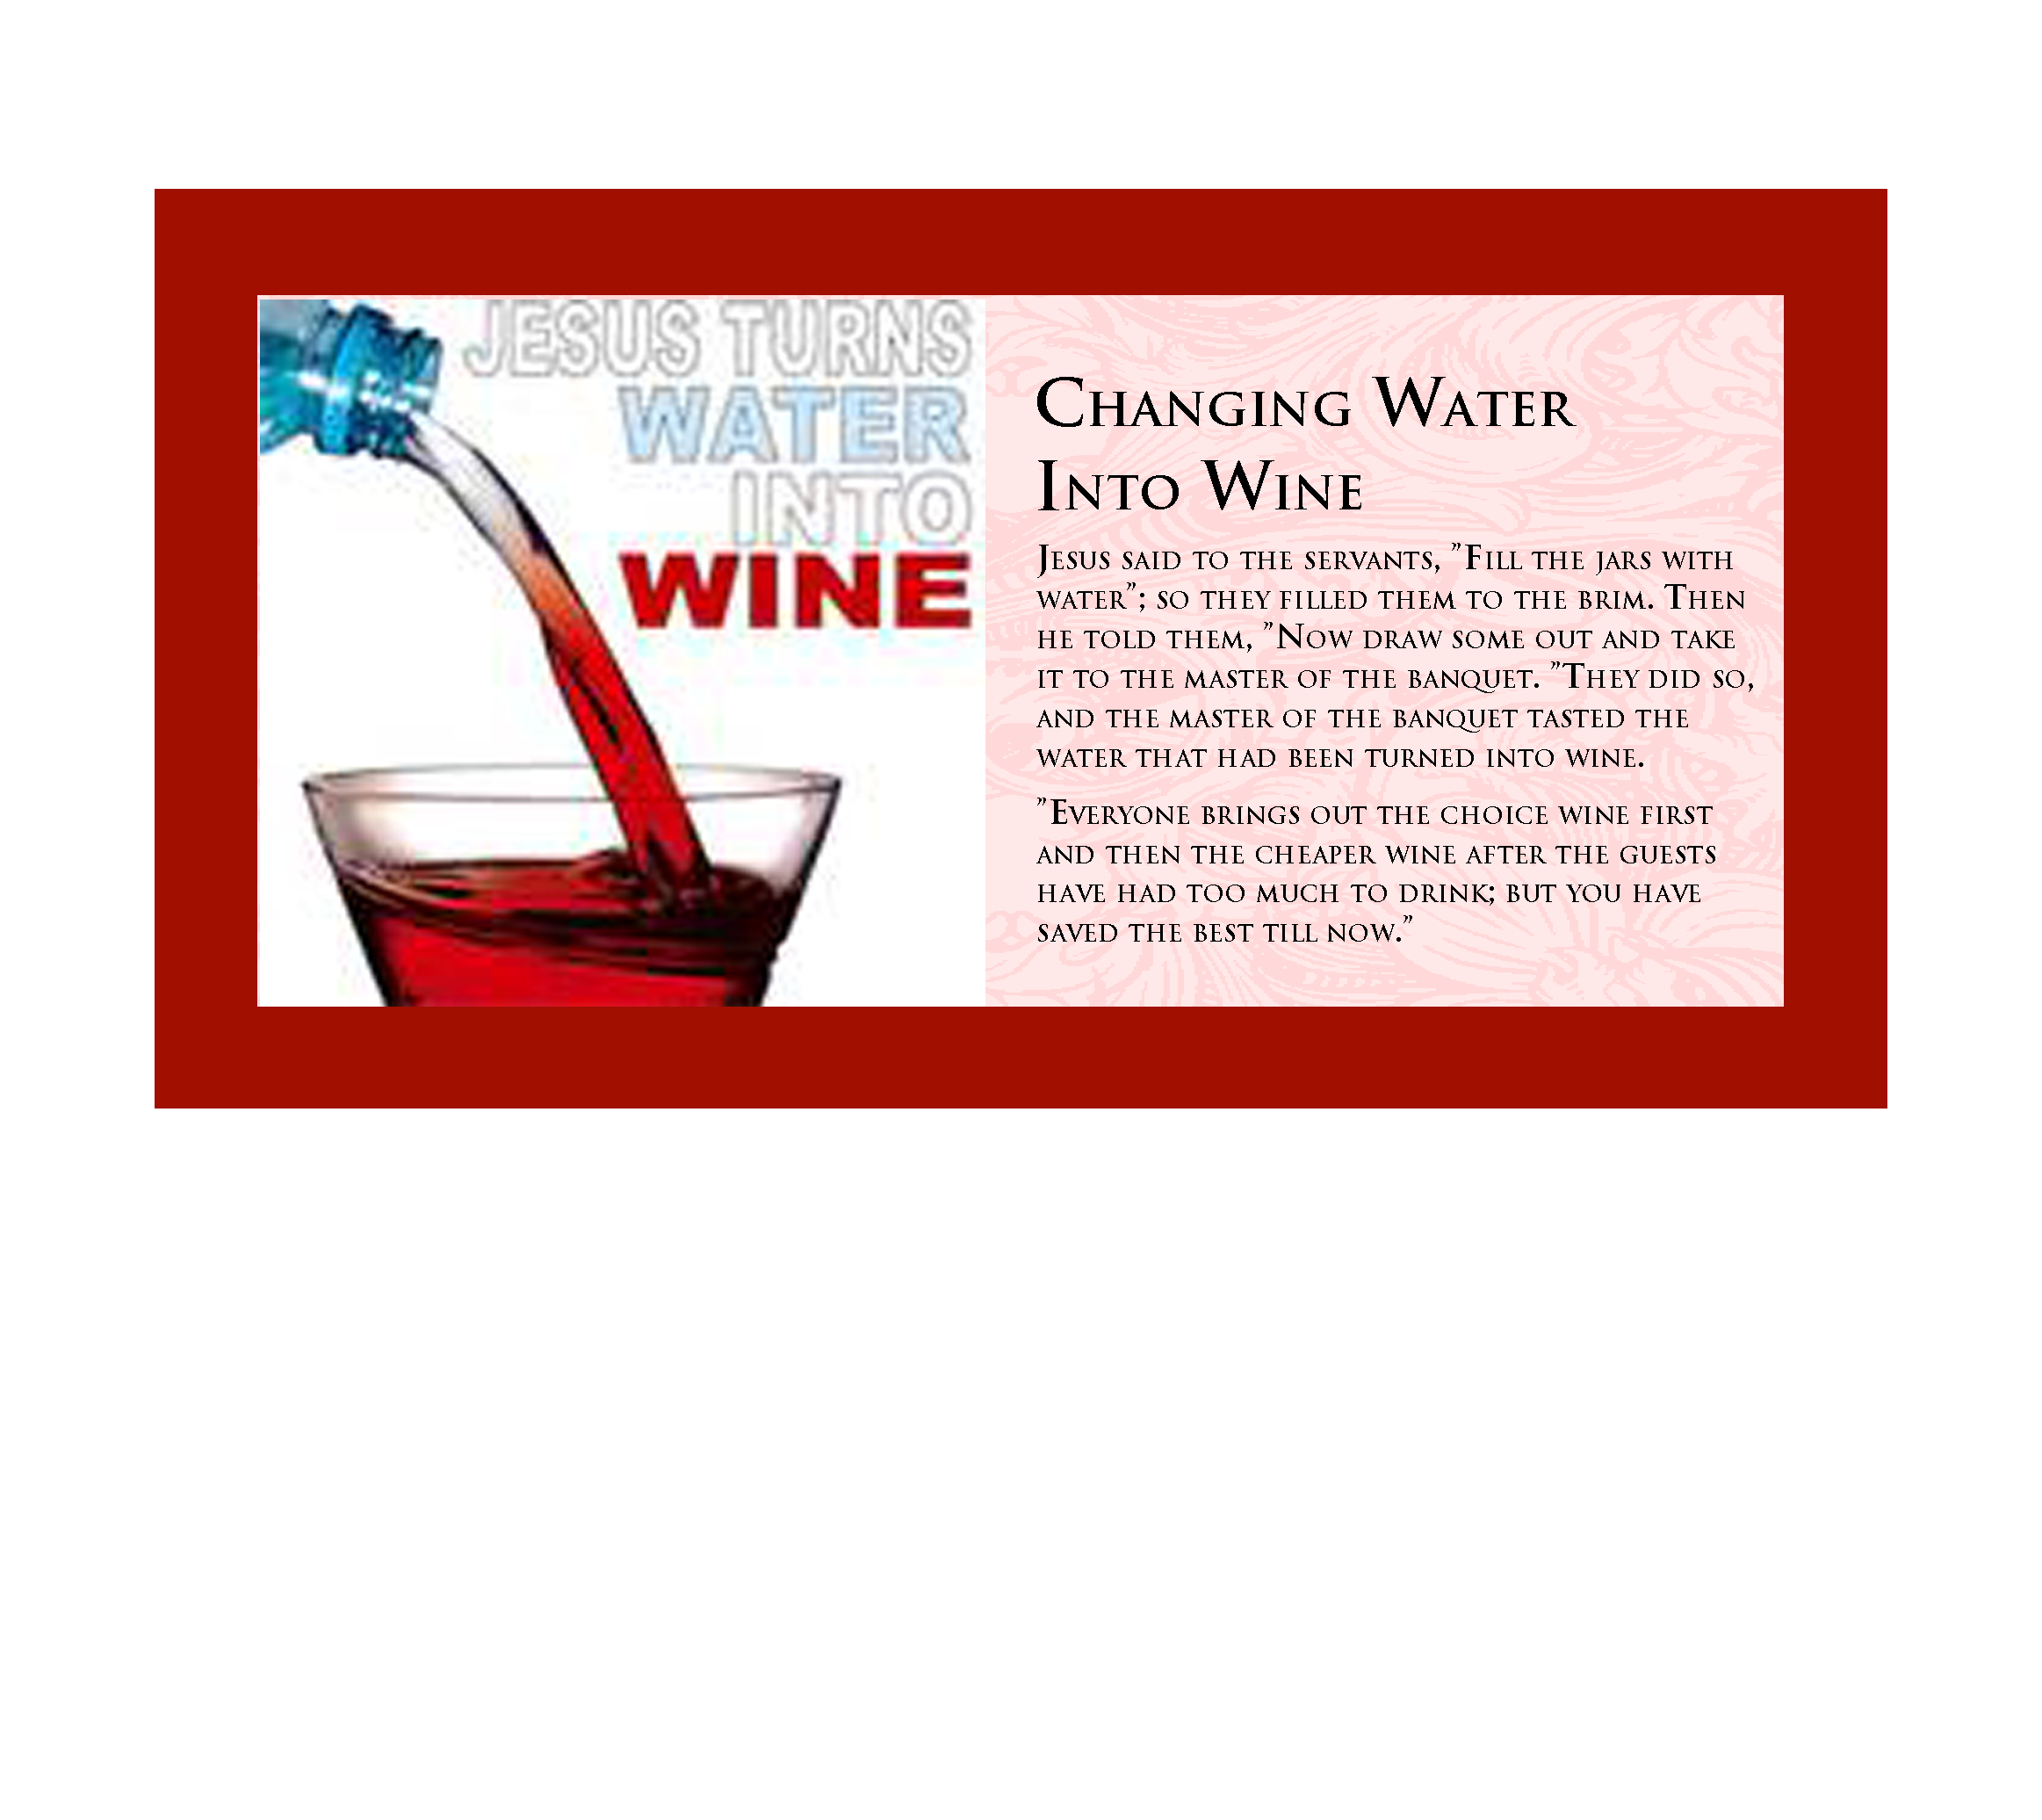 JESUS TURNS
WATER
INTO
WINE
Changing Water
Into Wine
Jesus said to the servants, ”Fill the jars with
water”; so they filled them to the brim. Then
he told them, ”Now draw some out and take
it to the master of the banquet. ”They did so,
and the master of the banquet tasted the
water that had been turned into wine.
”Everyone brings out the choice wine first
and then the cheaper wine after the guests
have had too much to drink; but you have
saved the best till now.”